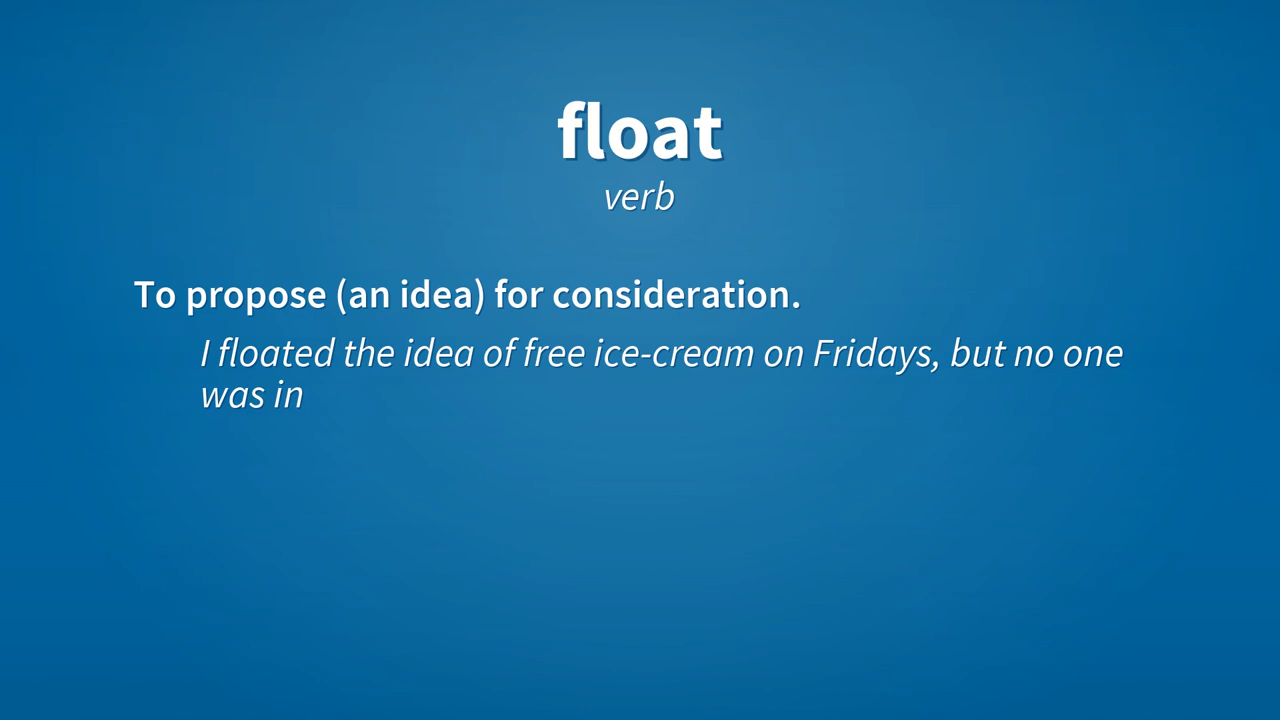 float
verb
To propose (an idea) for consideration.
I floated the idea of free ice-cream on Fridays, but no one
was in